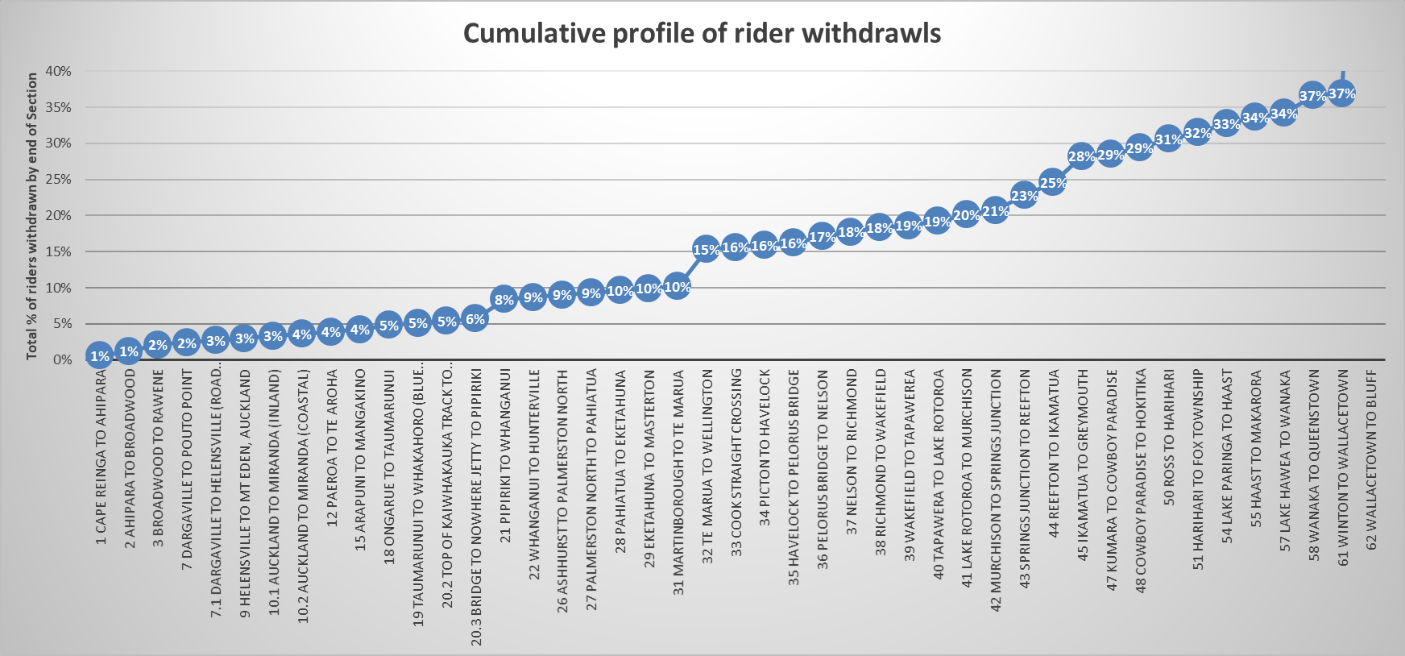 Cumulative profile of rider withdrawls
Total % of riders withdrawn by end of Section
40%
35%
30%
25%
20%
15%
10%
5%
0%
1%
1%
2%
2%
3%
3%
3%
4%
4%
4%
5%
5%
5%
6%
8%
9%
9%
9%
10%
10%
10%
15%
16%
16%
16%
17%
18%
18%
19%
19%
20%
21%
23%
25%
28%
29%
29%
31%
32%
33%
34%
34%
37%
37%
1 CAPE REINGA TO AHIPARA
2 AHIPARA TO BROADWOOD
3 BROADWOOD TO RAWENE
7 DARGAVILLE TO POUTO POINT
7.1 DARGAVILLE TO HELENSVILLE (ROAD...
9 HELENSVILLE TO MT EDEN, AUCKLAND
10.1 AUCKLAND TO MIRANDA (INLAND)
10.2 AUCKLAND TO MIRANDA (COASTAL)
12 PAEROA TO TE AROHA
15 ARAPUNI TO MANGAKINO
18 ONGARUE TO TAUMARUNUI
19 TAUMARUNUI TO WHAKAHORO (BLUE...
20.2 TOP OF KAIWHAKAUKA TRACK TO...
20.3 BRIDGE TO NOWHERE JETTY TO PIPIRIKI
21 PIPIRIKI TO WHANGANUI
22 WHANGANUI TO HUNTERVILLE
26 ASHHURST TO PALMERSTON NORTH
27 PALMERSTON NORTH TO PAHIATUA
28 PAHIATUA TO EKETAHUNA
29 EKETAHUNA TO MASTERTON
31 MARTINBOROUGH TO TE MARUA
32 TE MARUA TO WELLINGTON
33 COOK STRAIGHT CROSSING
34 PICTON TO HAVELOCK
35 HAVELOCK TO PELORUS BRIDGE
36 PELORUS BRIDGE TO NELSON
37 NELSON TO RICHMOND
38 RICHMOND TO WAKEFIELD
39 WAKEFIELD TO TAPAWEREA
40 TAPAWERA TO LAKE ROTOROA
41 LAKE ROTOROA TO MURCHISON
42 MURCHISON TO SPRINGS JUNCTION
43 SPRINGS JUNCTION TO REEFTON
44 REEFTON TO IKAMATUA
45 IKAMATUA TO GREYMOUTH
47 KUMARA TO COWBOY PARADISE
48 COWBOY PARADISE TO HOKITIKA
50 ROSS TO HARIHARI
51 HARIHARI TO FOX TOWNSHIP
54 LAKE PARINGA TO HAAST
55 HAAST TO MAKARORA
57 LAKE HAWEA TO WANAKA
58 WANAKA TO QUEENSTOWN
61 WINTON TO WALLACETOWN
62 WALLACETOWN TO BLUFF